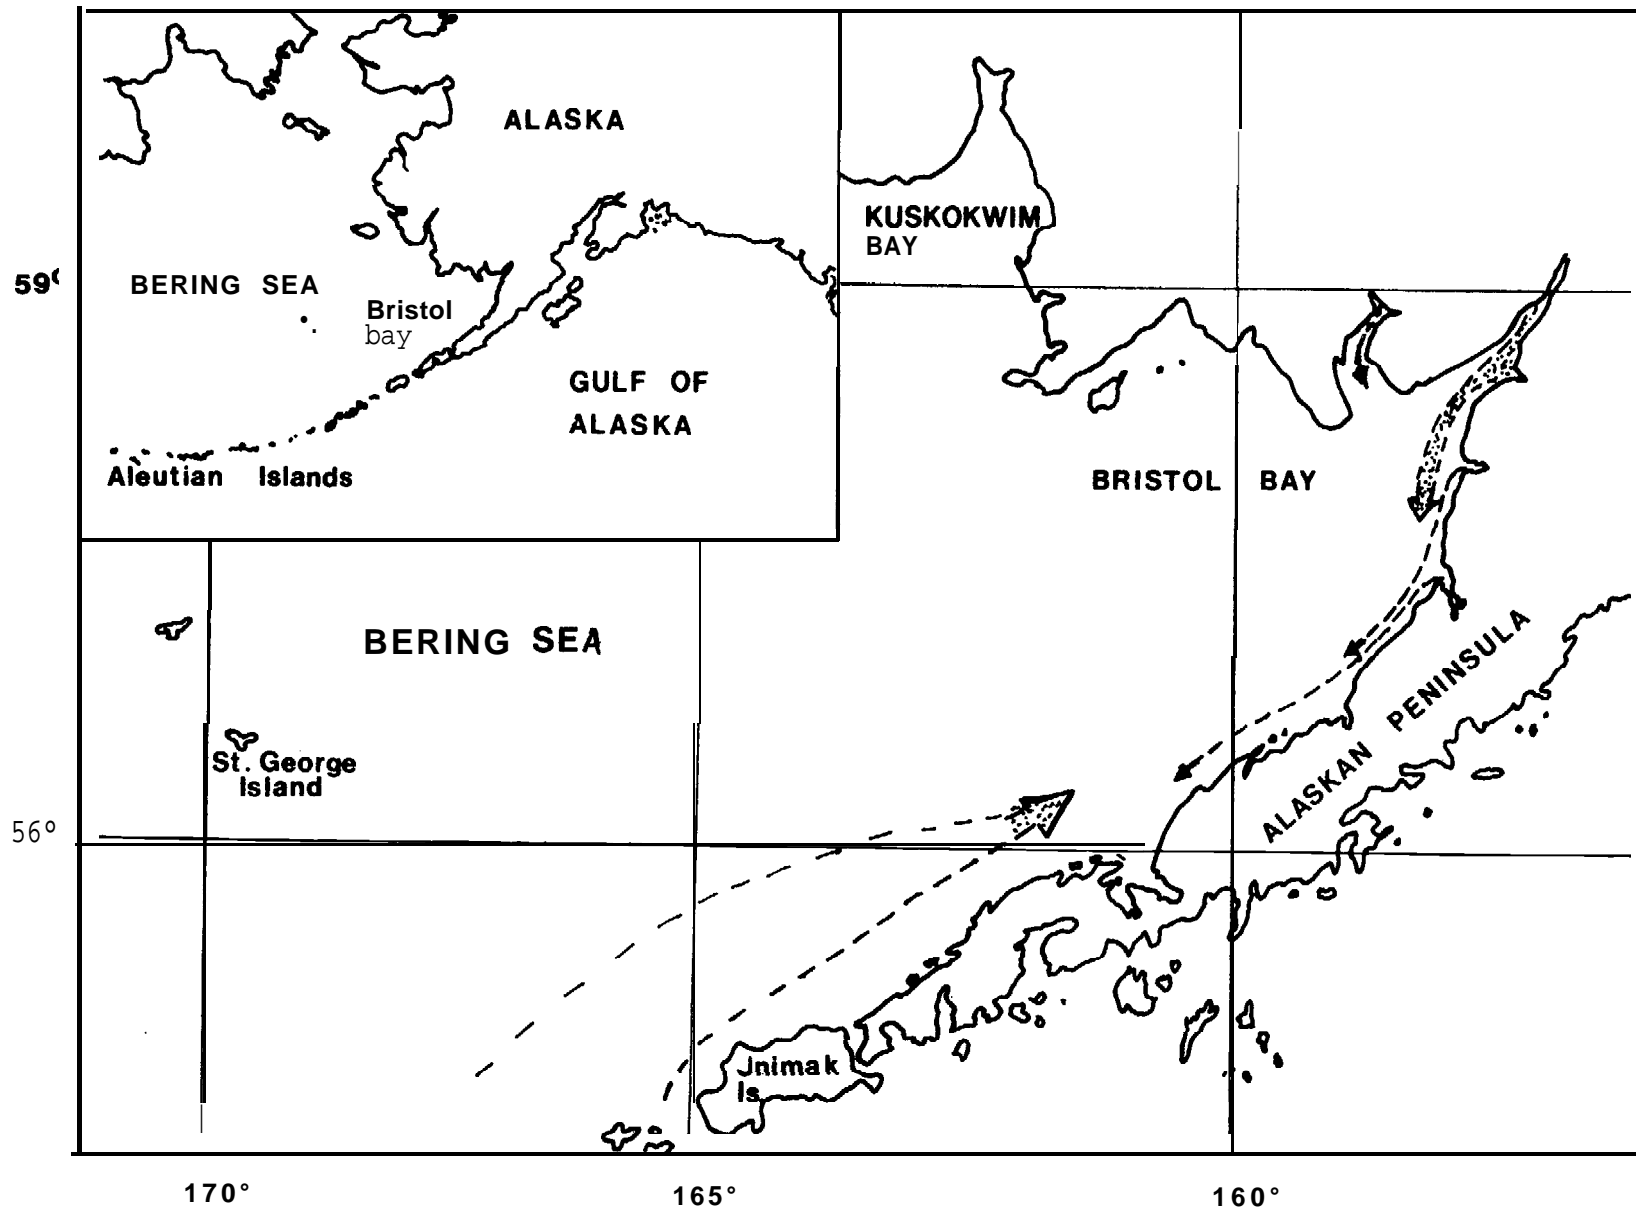 ALASKA
KUSKOKWIM
BAY
59°
BERING SEA
Bristol
bay
GULF OF
ALASKA
Aleutian Islands
BRISTOL BAY
BERING SEA
ALASKAN PENINSULA
St. George
Island
56°
Jnimak
Is
170°
165°
160°